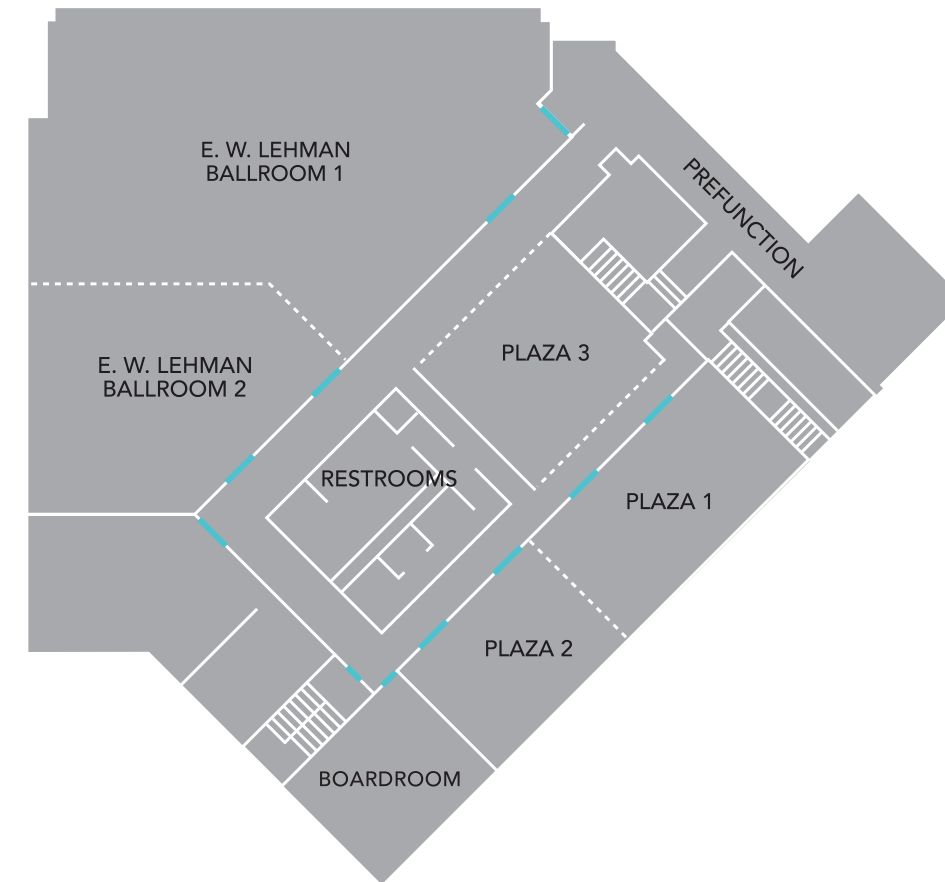 E. W. LEHMAN
BALLROOM 1
PREFUNCTION
E. W. LEHMAN
BALLROOM 2
PLAZA 3
RESTROOMS
PLAZA 1
PLAZA 2
BOARDROOM